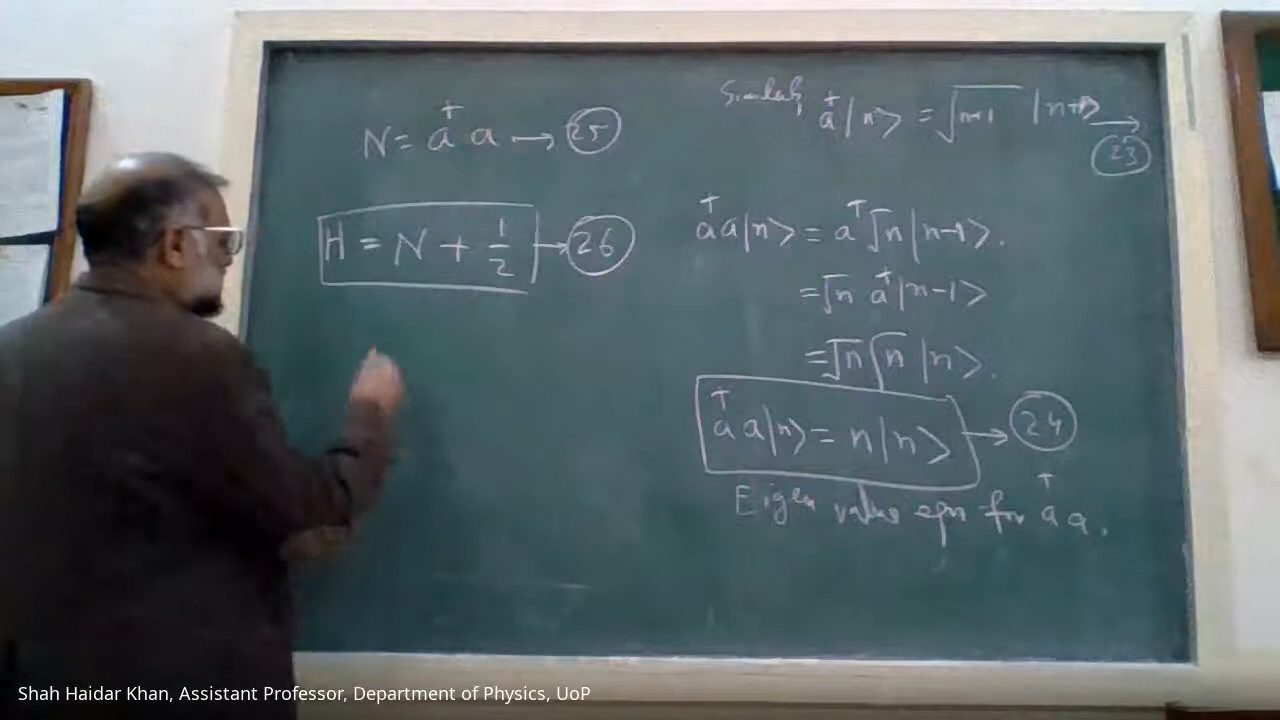 N = a† a → 25
H = N + 1/2 → 26
Similarly, a†|n> = √n+1 |n+1> → 23
a† a|n> = a† √n |n-1>.
= √n a† |n-1>
= √n √n |n>.
a† a|n> = n|n> → 24
Eigen value eqn for a† a.
Shah Haidar Khan, Assistant Professor, Department of Physics, UoP